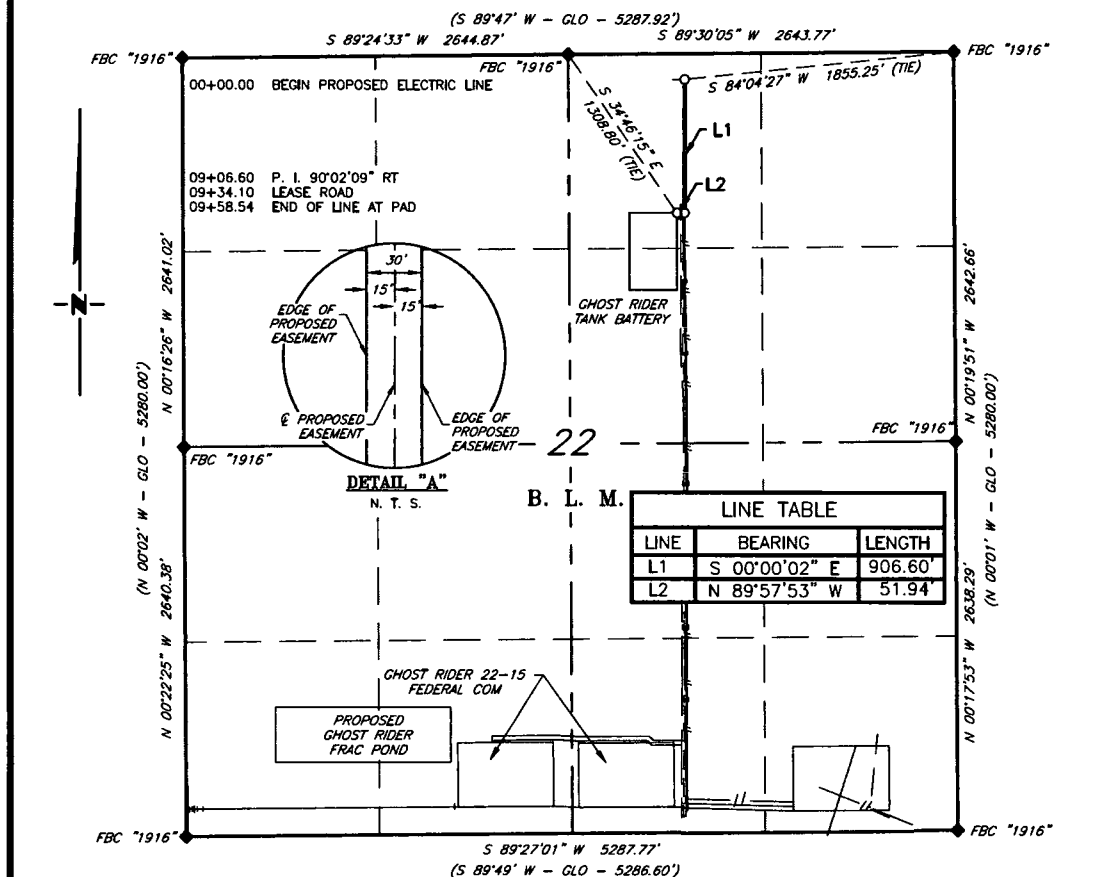 (S 89°47' W - GLO - 5287.92')
S 89°24'33" W 2644.87'
S 89°30'05" W 2643.77'
FBC "1916"
FBC "1916"
FBC "1916"
00+00.00 BEGIN PROPOSED ELECTRIC LINE
S 84°04'27" W 1855.25' (TIE)
S 34°46'15" E
1308.80' (TIE)
L1
09+06.60 P. I. 90°02'09" RT
09+34.10 LEASE ROAD
09+58.54 END OF LINE AT PAD
L2
N 00°16'26" W 2641.02'
N 00°19'51" W 2642.66'
30'
15'
15'
GHOST RIDER
TANK BATTERY
N
EDGE OF
PROPOSED
EASEMENT
℄ PROPOSED
EASEMENT
EDGE OF
PROPOSED
EASEMENT
(N 00°02' W - GLO - 5280.00')
(N 00°01' W - GLO - 5280.00')
FBC "1916"
FBC "1916"
22
DETAIL "A"
N. T. S.
B. L. M.
LINE TABLE
LINE BEARING LENGTH
L1 S 00°00'02" E 906.60'
L2 N 89°57'53" W 51.94'
N 00°22'25" W 2640.38'
N 00°17'53" W 2638.29'
GHOST RIDER 22-15
FEDERAL COM
PROPOSED
GHOST RIDER
FRAC POND
FBC "1916"
FBC "1916"
S 89°27'01" W 5287.77'
(S 89°49' W - GLO - 5286.60')